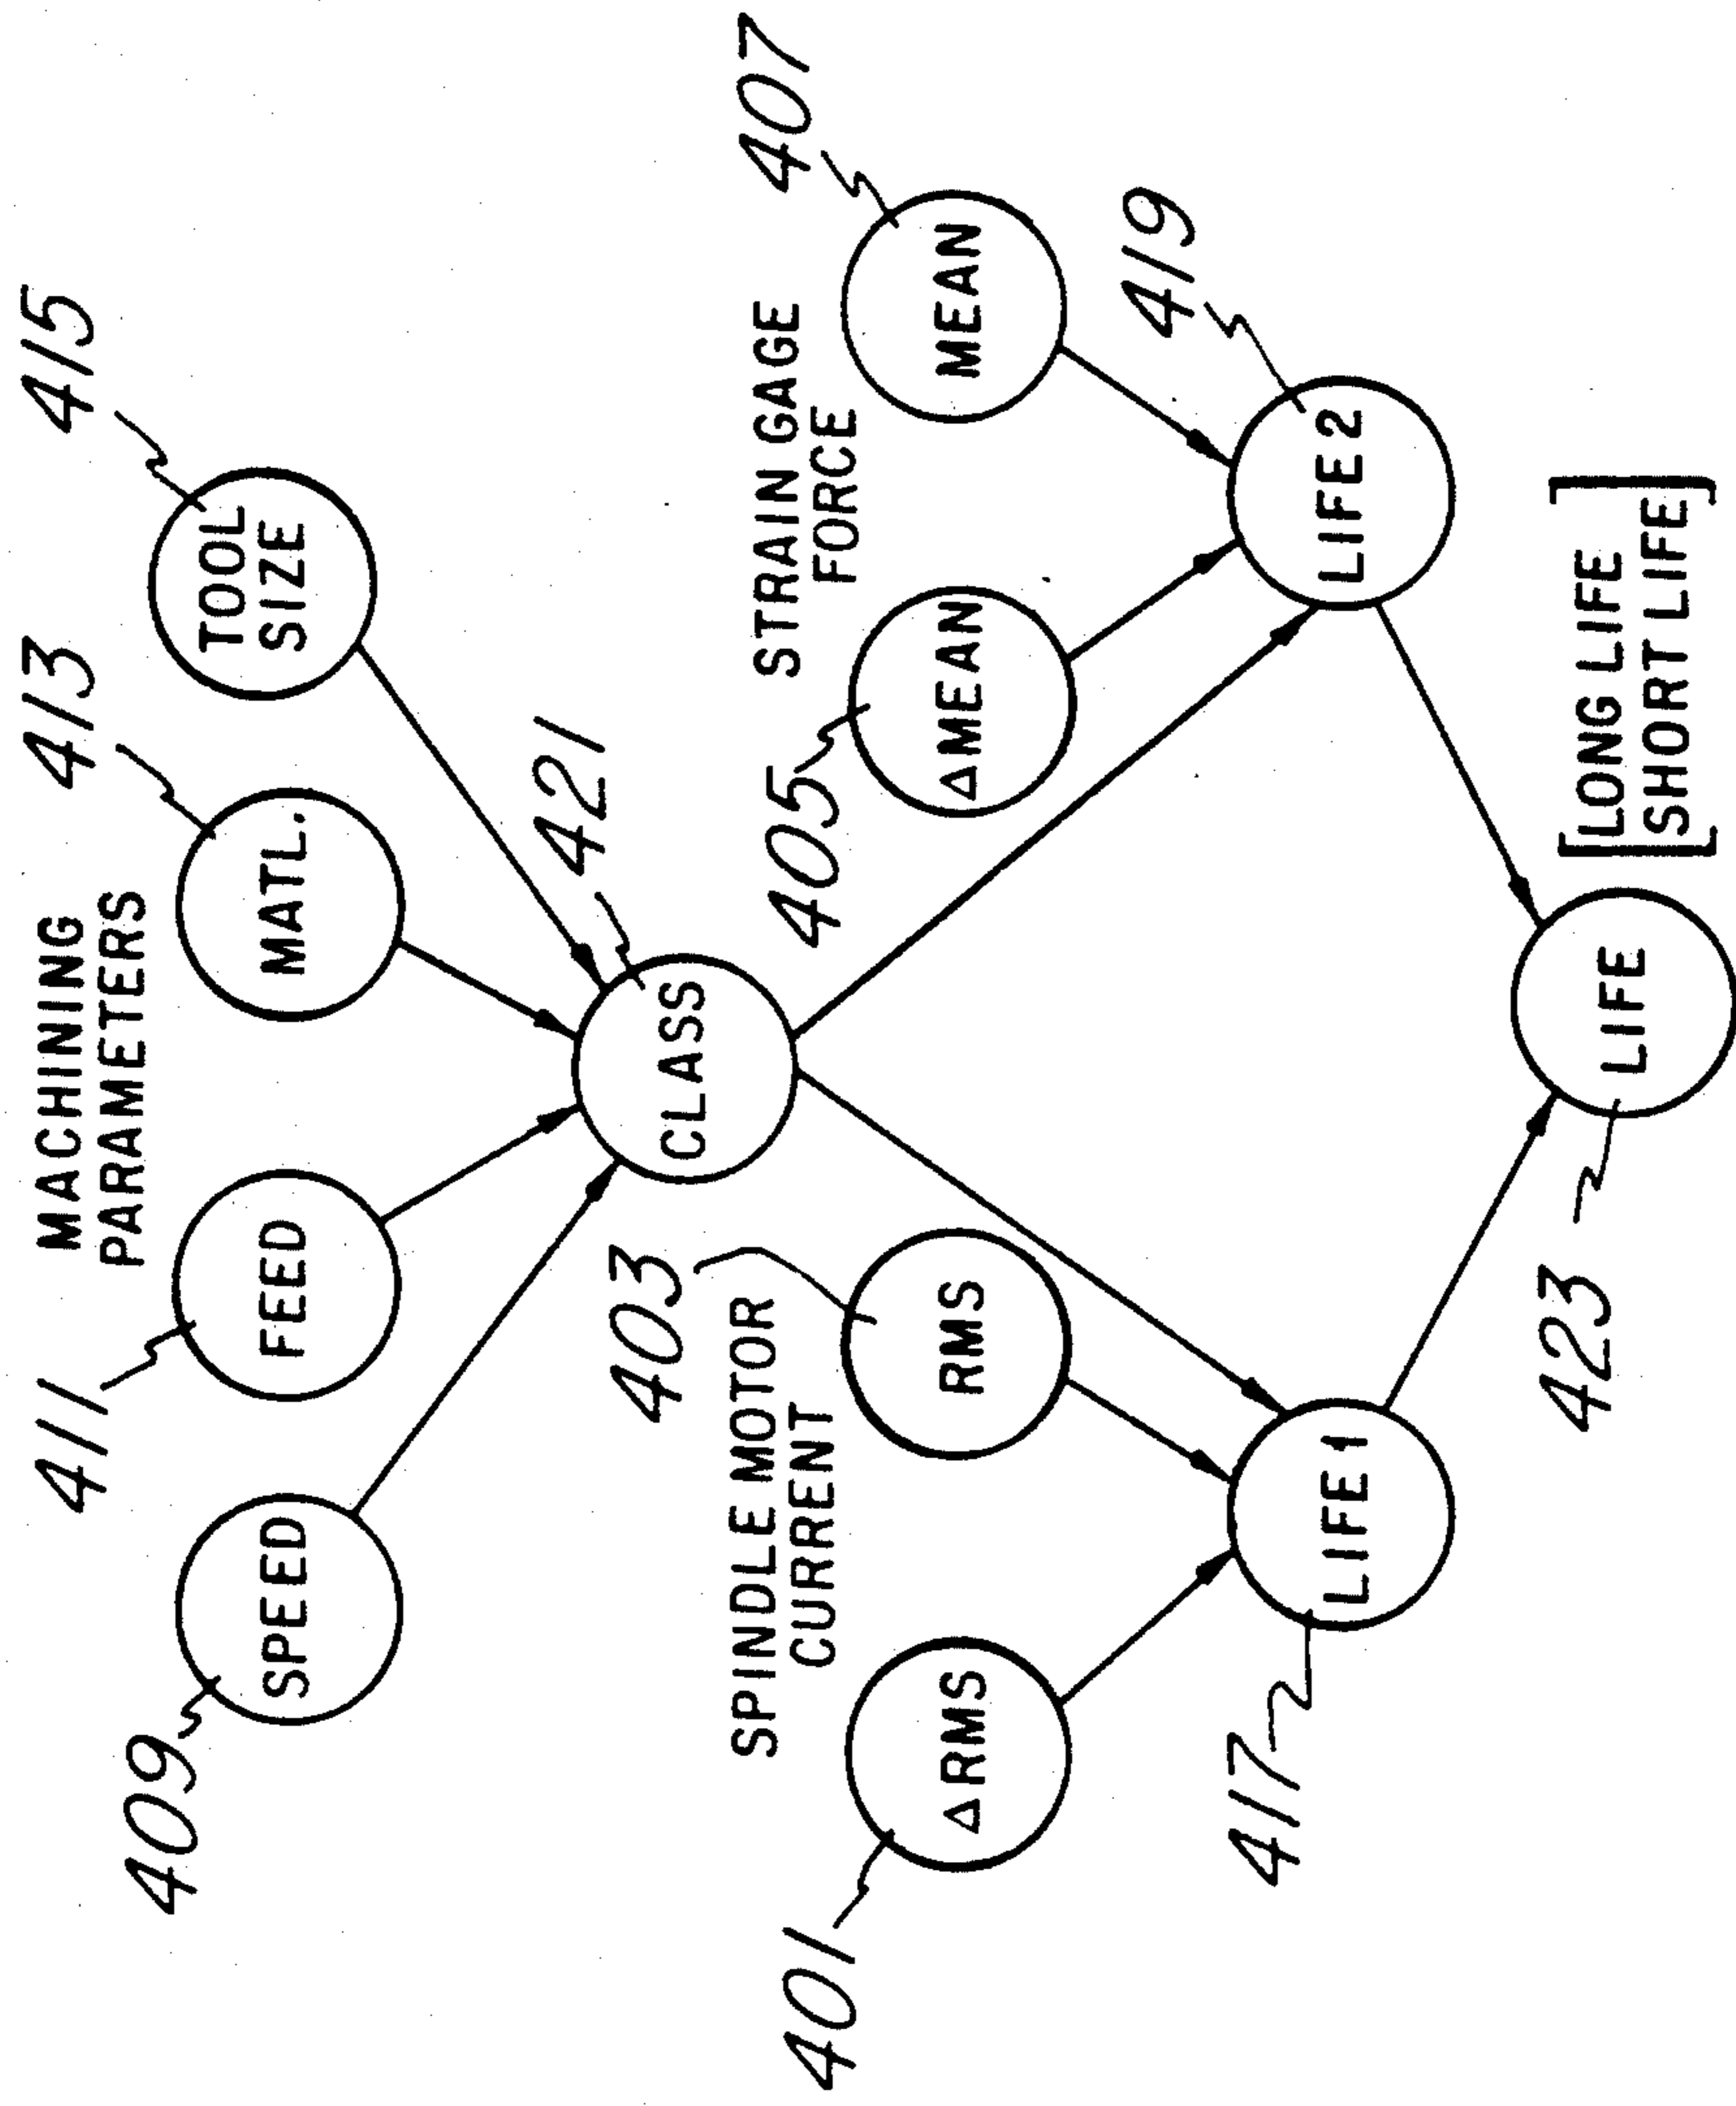 MACHINING
PARAMETERS
409
411
413
415
SPEED
FEED
MATL.
TOOL
SIZE
421
CLASS
SPINDLE MOTOR
CURRENT
403
STRAIN GAGE
FORCE
407
401
ΔRMS
RMS
405
ΔMEAN
MEAN
417
LIFE 1
419
LIFE 2
423
LIFE
[LONG LIFE
SHORT LIFE]